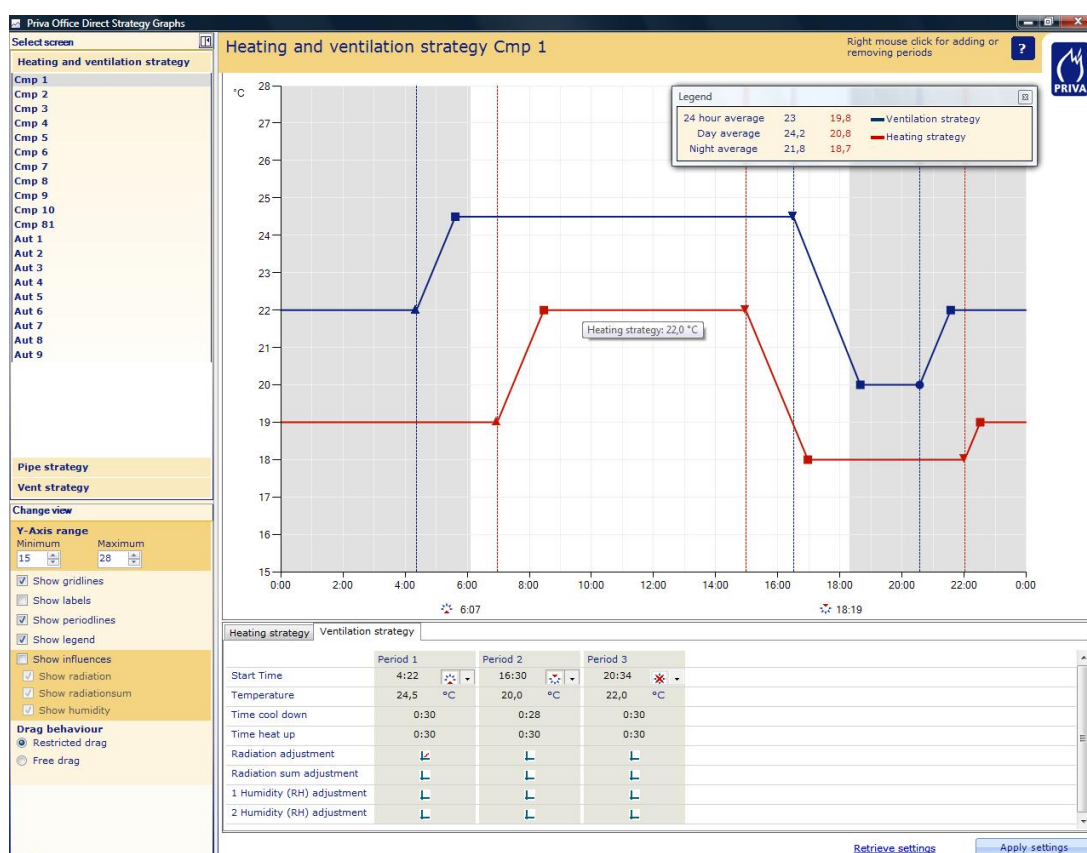 Priva Office Direct Strategy Graphs
Select screen
Heating and ventilation strategy
Cmp 1
Cmp 2
Cmp 3
Cmp 4
Cmp 5
Cmp 6
Cmp 7
Cmp 8
Cmp 9
Cmp 10
Cmp 81
Aut 1
Aut 2
Aut 3
Aut 4
Aut 5
Aut 6
Aut 7
Aut 8
Aut 9
Pipe strategy
Vent strategy
Change view
Y-Axis range
Minimum Maximum
15 28
Show gridlines
Show labels
Show periodlines
Show legend
Show influences
Show radiation
Show radiationsum
Show humidity
Drag behaviour
Restricted drag
Free drag
Heating and ventilation strategy Cmp 1
Right mouse click for adding or
removing periods
?
PRIVA
°C
28
27
26
25
24
23
22
21
20
19
18
17
16
15
Legend
24 hour average 23 19,8 Ventilation strategy
Day average 24,2 20,8 Heating strategy
Night average 21,8 18,7
Heating strategy: 22,0 °C
0:00 2:00 4:00 6:00 8:00 10:00 12:00 14:00 16:00 18:00 20:00 22:00 0:00
6:07 18:19
Heating strategy Ventilation strategy
Period 1 Period 2 Period 3
Start Time 4:22 16:30 20:34
Temperature 24,5 °C 20,0 °C 22,0 °C
Time cool down 0:30 0:28 0:30
Time heat up 0:30 0:30 0:30
Radiation adjustment
Radiation sum adjustment
1 Humidity (RH) adjustment
2 Humidity (RH) adjustment
Retrieve settings Apply settings